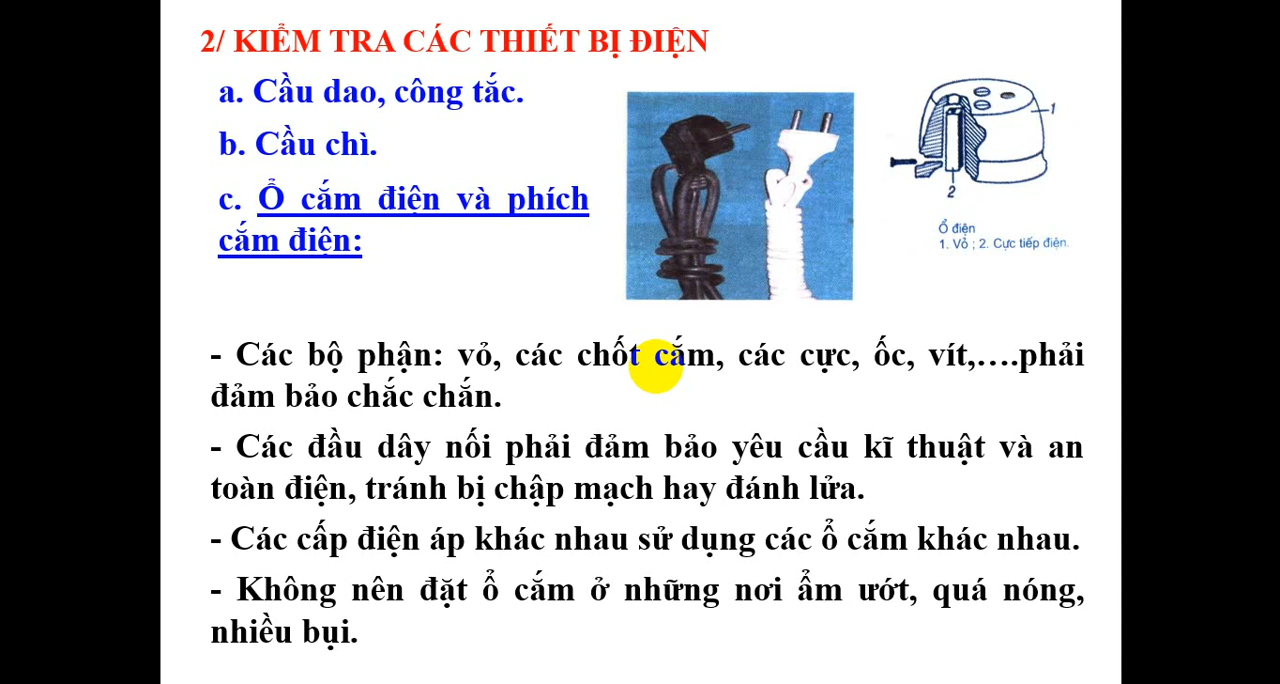 2/ KIỂM TRA CÁC THIẾT BỊ ĐIỆN
a. Cầu dao, công tắc.
b. Cầu chì.
c. Ổ cắm điện và phích
cắm điện:
1
2
Ổ điện
1. Vỏ ; 2. Cực tiếp điện.
- Các bộ phận: vỏ, các chốt cắm, các cực, ốc, vít,….phải
đảm bảo chắc chắn.
- Các đầu dây nối phải đảm bảo yêu cầu kĩ thuật và an
toàn điện, tránh bị chập mạch hay đánh lửa.
- Các cấp điện áp khác nhau sử dụng các ổ cắm khác nhau.
- Không nên đặt ổ cắm ở những nơi ẩm ướt, quá nóng,
nhiều bụi.